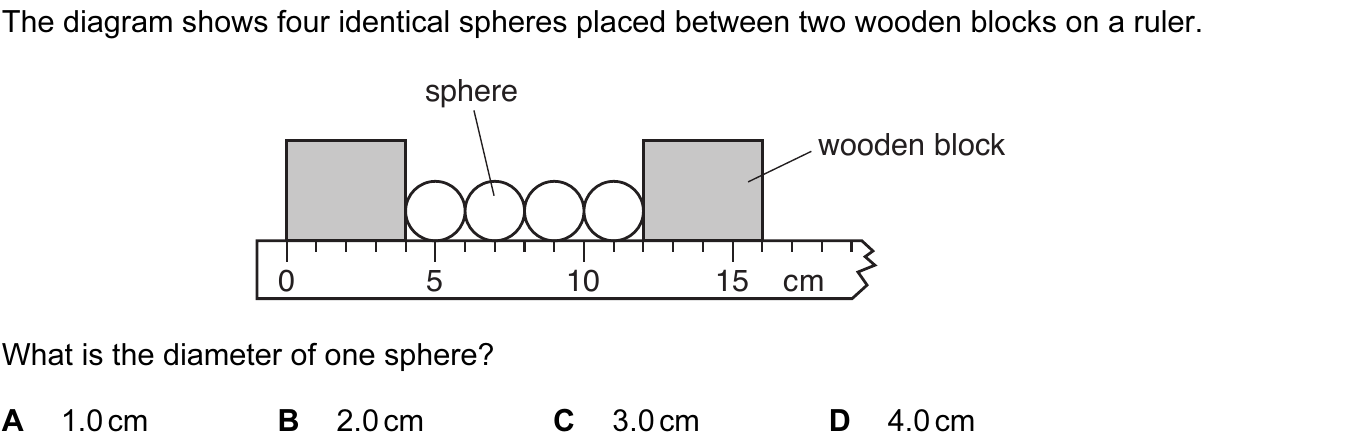 The diagram shows four identical spheres placed between two wooden blocks on a ruler.
sphere
wooden block
0 5 10 15 cm
What is the diameter of one sphere?
A 1.0 cm B 2.0 cm C 3.0 cm D 4.0 cm